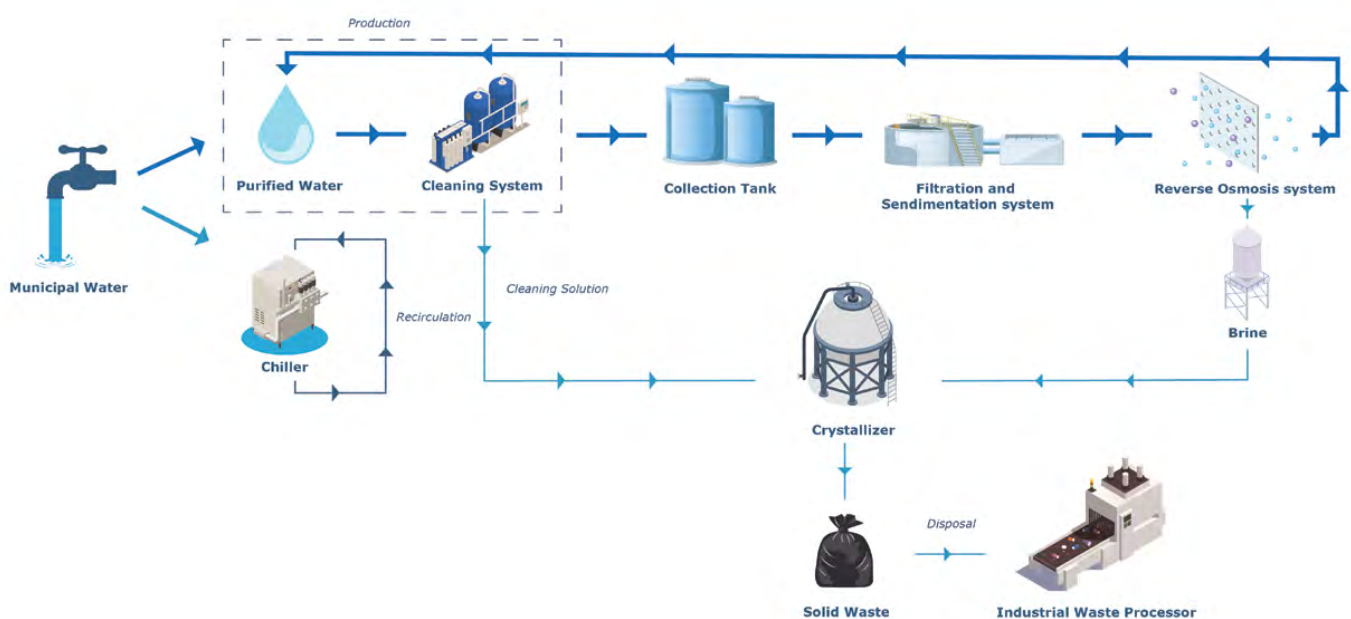 Production
Purified Water
Cleaning System
Collection Tank
Filtration and
Sendimentation system
Reverse Osmosis system
Municipal Water
Chiller
Recirculation
Cleaning Solution
Brine
Crystallizer
Solid Waste
Disposal
Industrial Waste Processor